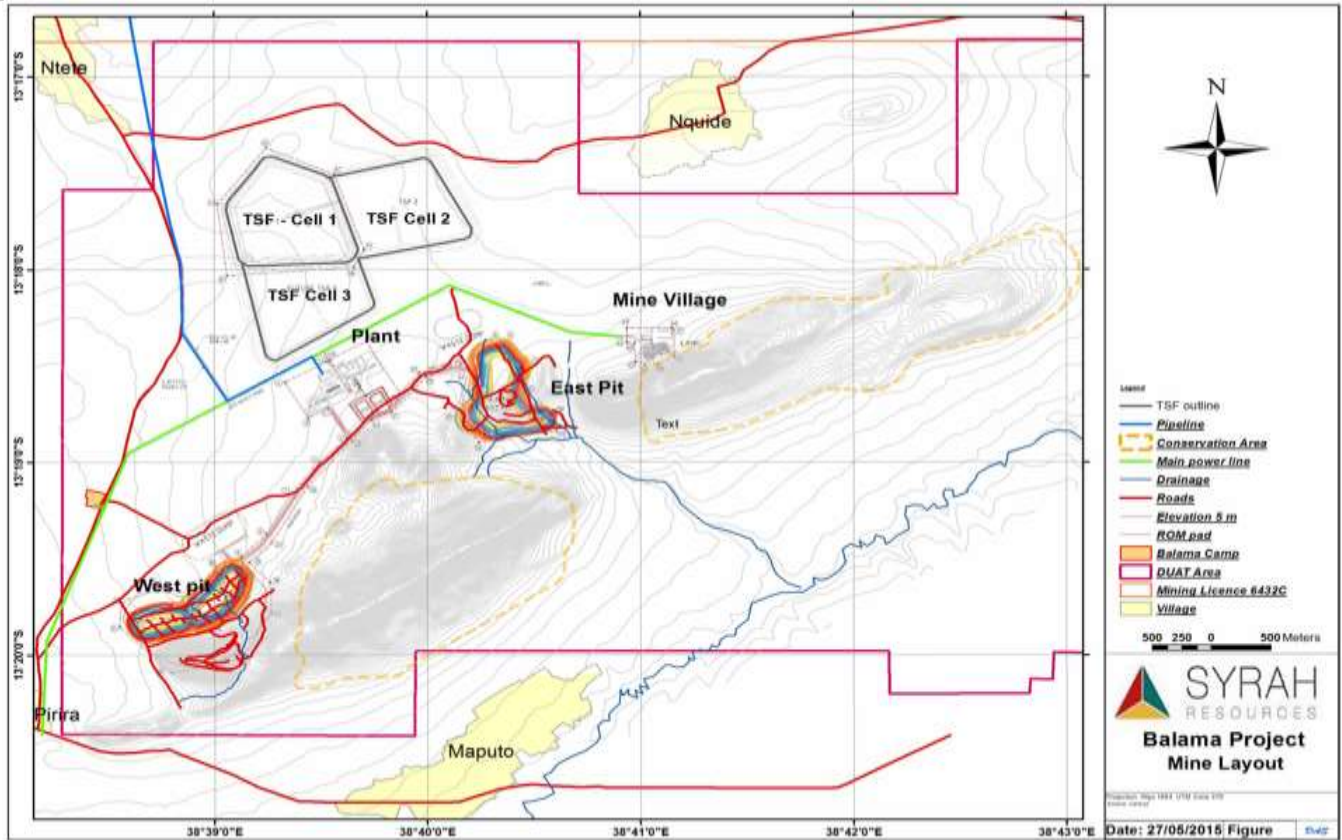 Ntete
Nquide
TSF - Cell 1
TSF Cell 2
TSF Cell 3
Plant
Mine Village
East Pit
Text
West pit
Pirira
Maputo
13°17'0"S
13°18'0"S
13°19'0"S
13°20'0"S
38°39'0"E
38°40'0"E
38°41'0"E
38°42'0"E
38°43'0"E
N
Legend
TSF outline
Pipeline
Conservation Area
Main power line
Drainage
Roads
Elevation 5 m
ROM pad
Balama Camp
DUAT Area
Mining Licence 6432C
Village
500 250 0 500 Meters
SYRAH
RESOURCES
Balama Project
Mine Layout
Date: 27/05/2015 Figure